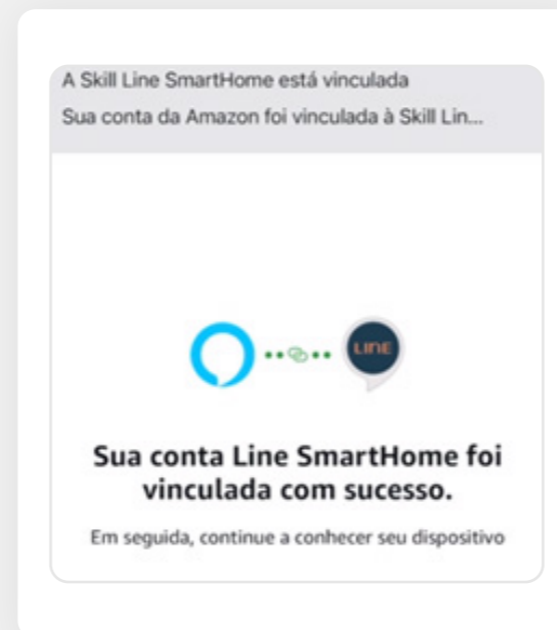 A Skill Line SmartHome está vinculada
Sua conta da Amazon foi vinculada à Skill Lin...
LINE
Sua conta Line SmartHome foi
vinculada com sucesso.
Em seguida, continue a conhecer seu dispositivo